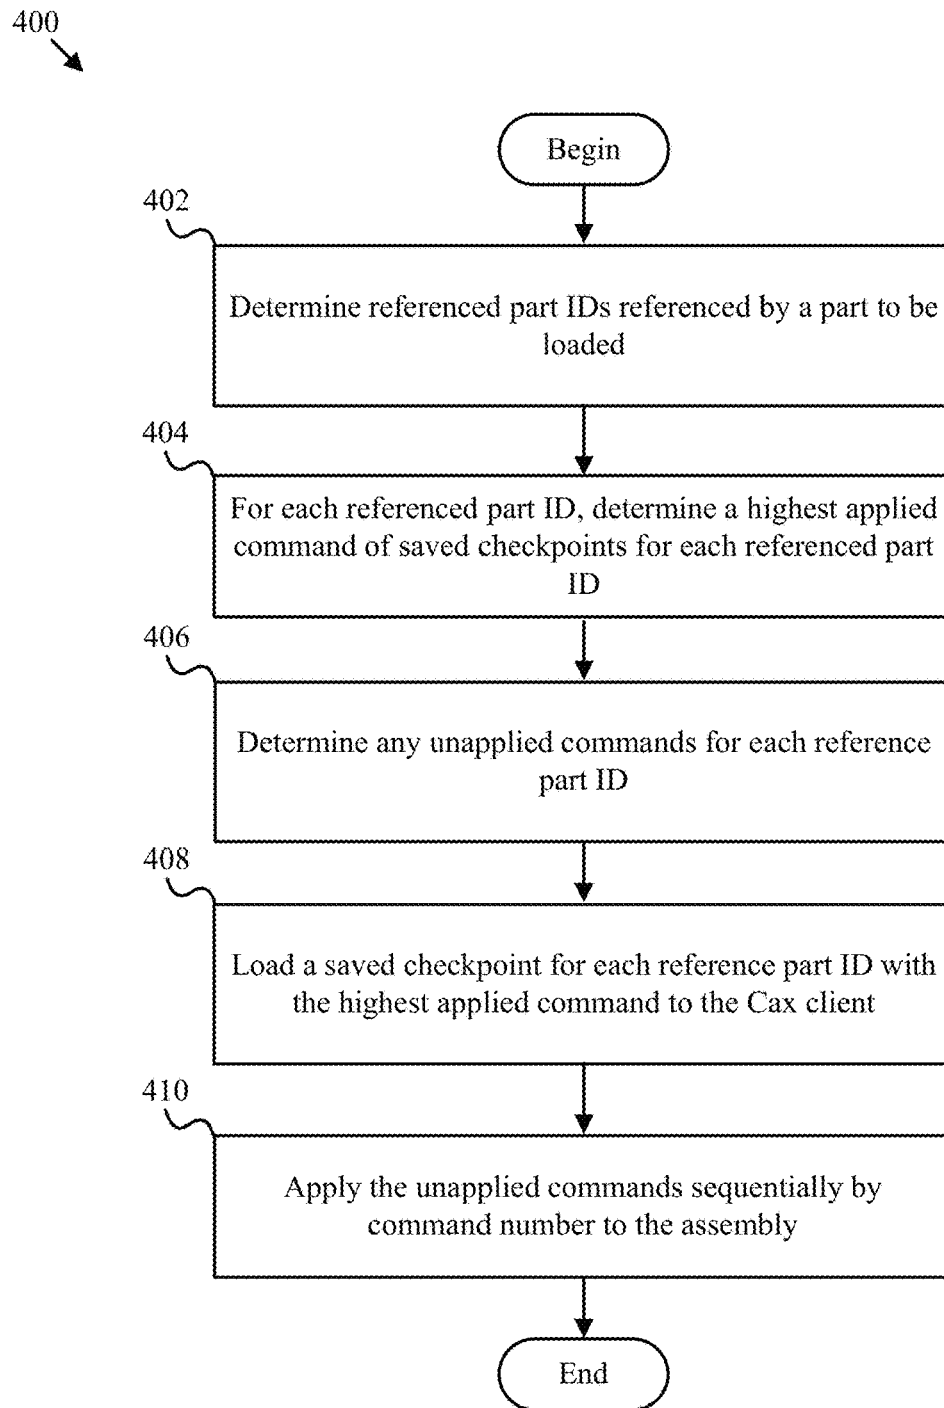 400
Begin
402
Determine referenced part IDs referenced by a part to be
loaded
404
For each referenced part ID, determine a highest applied
command of saved checkpoints for each referenced part
ID
406
Determine any unapplied commands for each reference
part ID
408
Load a saved checkpoint for each reference part ID with
the highest applied command to the Cax client
410
Apply the unapplied commands sequentially by
command number to the assembly
End